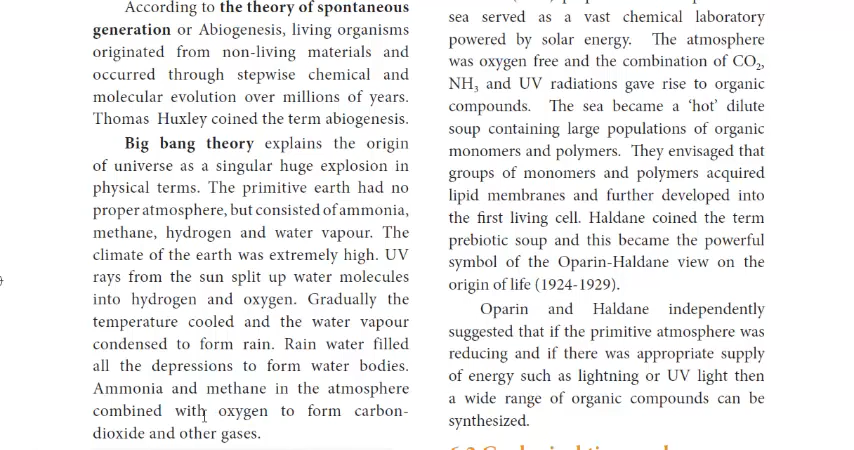 According to the theory of spontaneous
generation or Abiogenesis, living organisms
originated from non-living materials and
occurred through stepwise chemical and
molecular evolution over millions of years.
Thomas Huxley coined the term abiogenesis.
Big bang theory explains the origin
of universe as a singular huge explosion in
physical terms. The primitive earth had no
proper atmosphere, but consisted of ammonia,
methane, hydrogen and water vapour. The
climate of the earth was extremely high. UV
rays from the sun split up water molecules
into hydrogen and oxygen. Gradually the
temperature cooled and the water vapour
condensed to form rain. Rain water filled
all the depressions to form water bodies.
Ammonia and methane in the atmosphere
combined with oxygen to form carbon-
dioxide and other gases.
sea served as a vast chemical laboratory
powered by solar energy. The atmosphere
was oxygen free and the combination of CO₂,
NH₃ and UV radiations gave rise to organic
compounds. The sea became a ‘hot’ dilute
soup containing large populations of organic
monomers and polymers. They envisaged that
groups of monomers and polymers acquired
lipid membranes and further developed into
the first living cell. Haldane coined the term
prebiotic soup and this became the powerful
symbol of the Oparin-Haldane view on the
origin of life (1924-1929).
Oparin and Haldane independently
suggested that if the primitive atmosphere was
reducing and if there was appropriate supply
of energy such as lightning or UV light then
a wide range of organic compounds can be
synthesized.